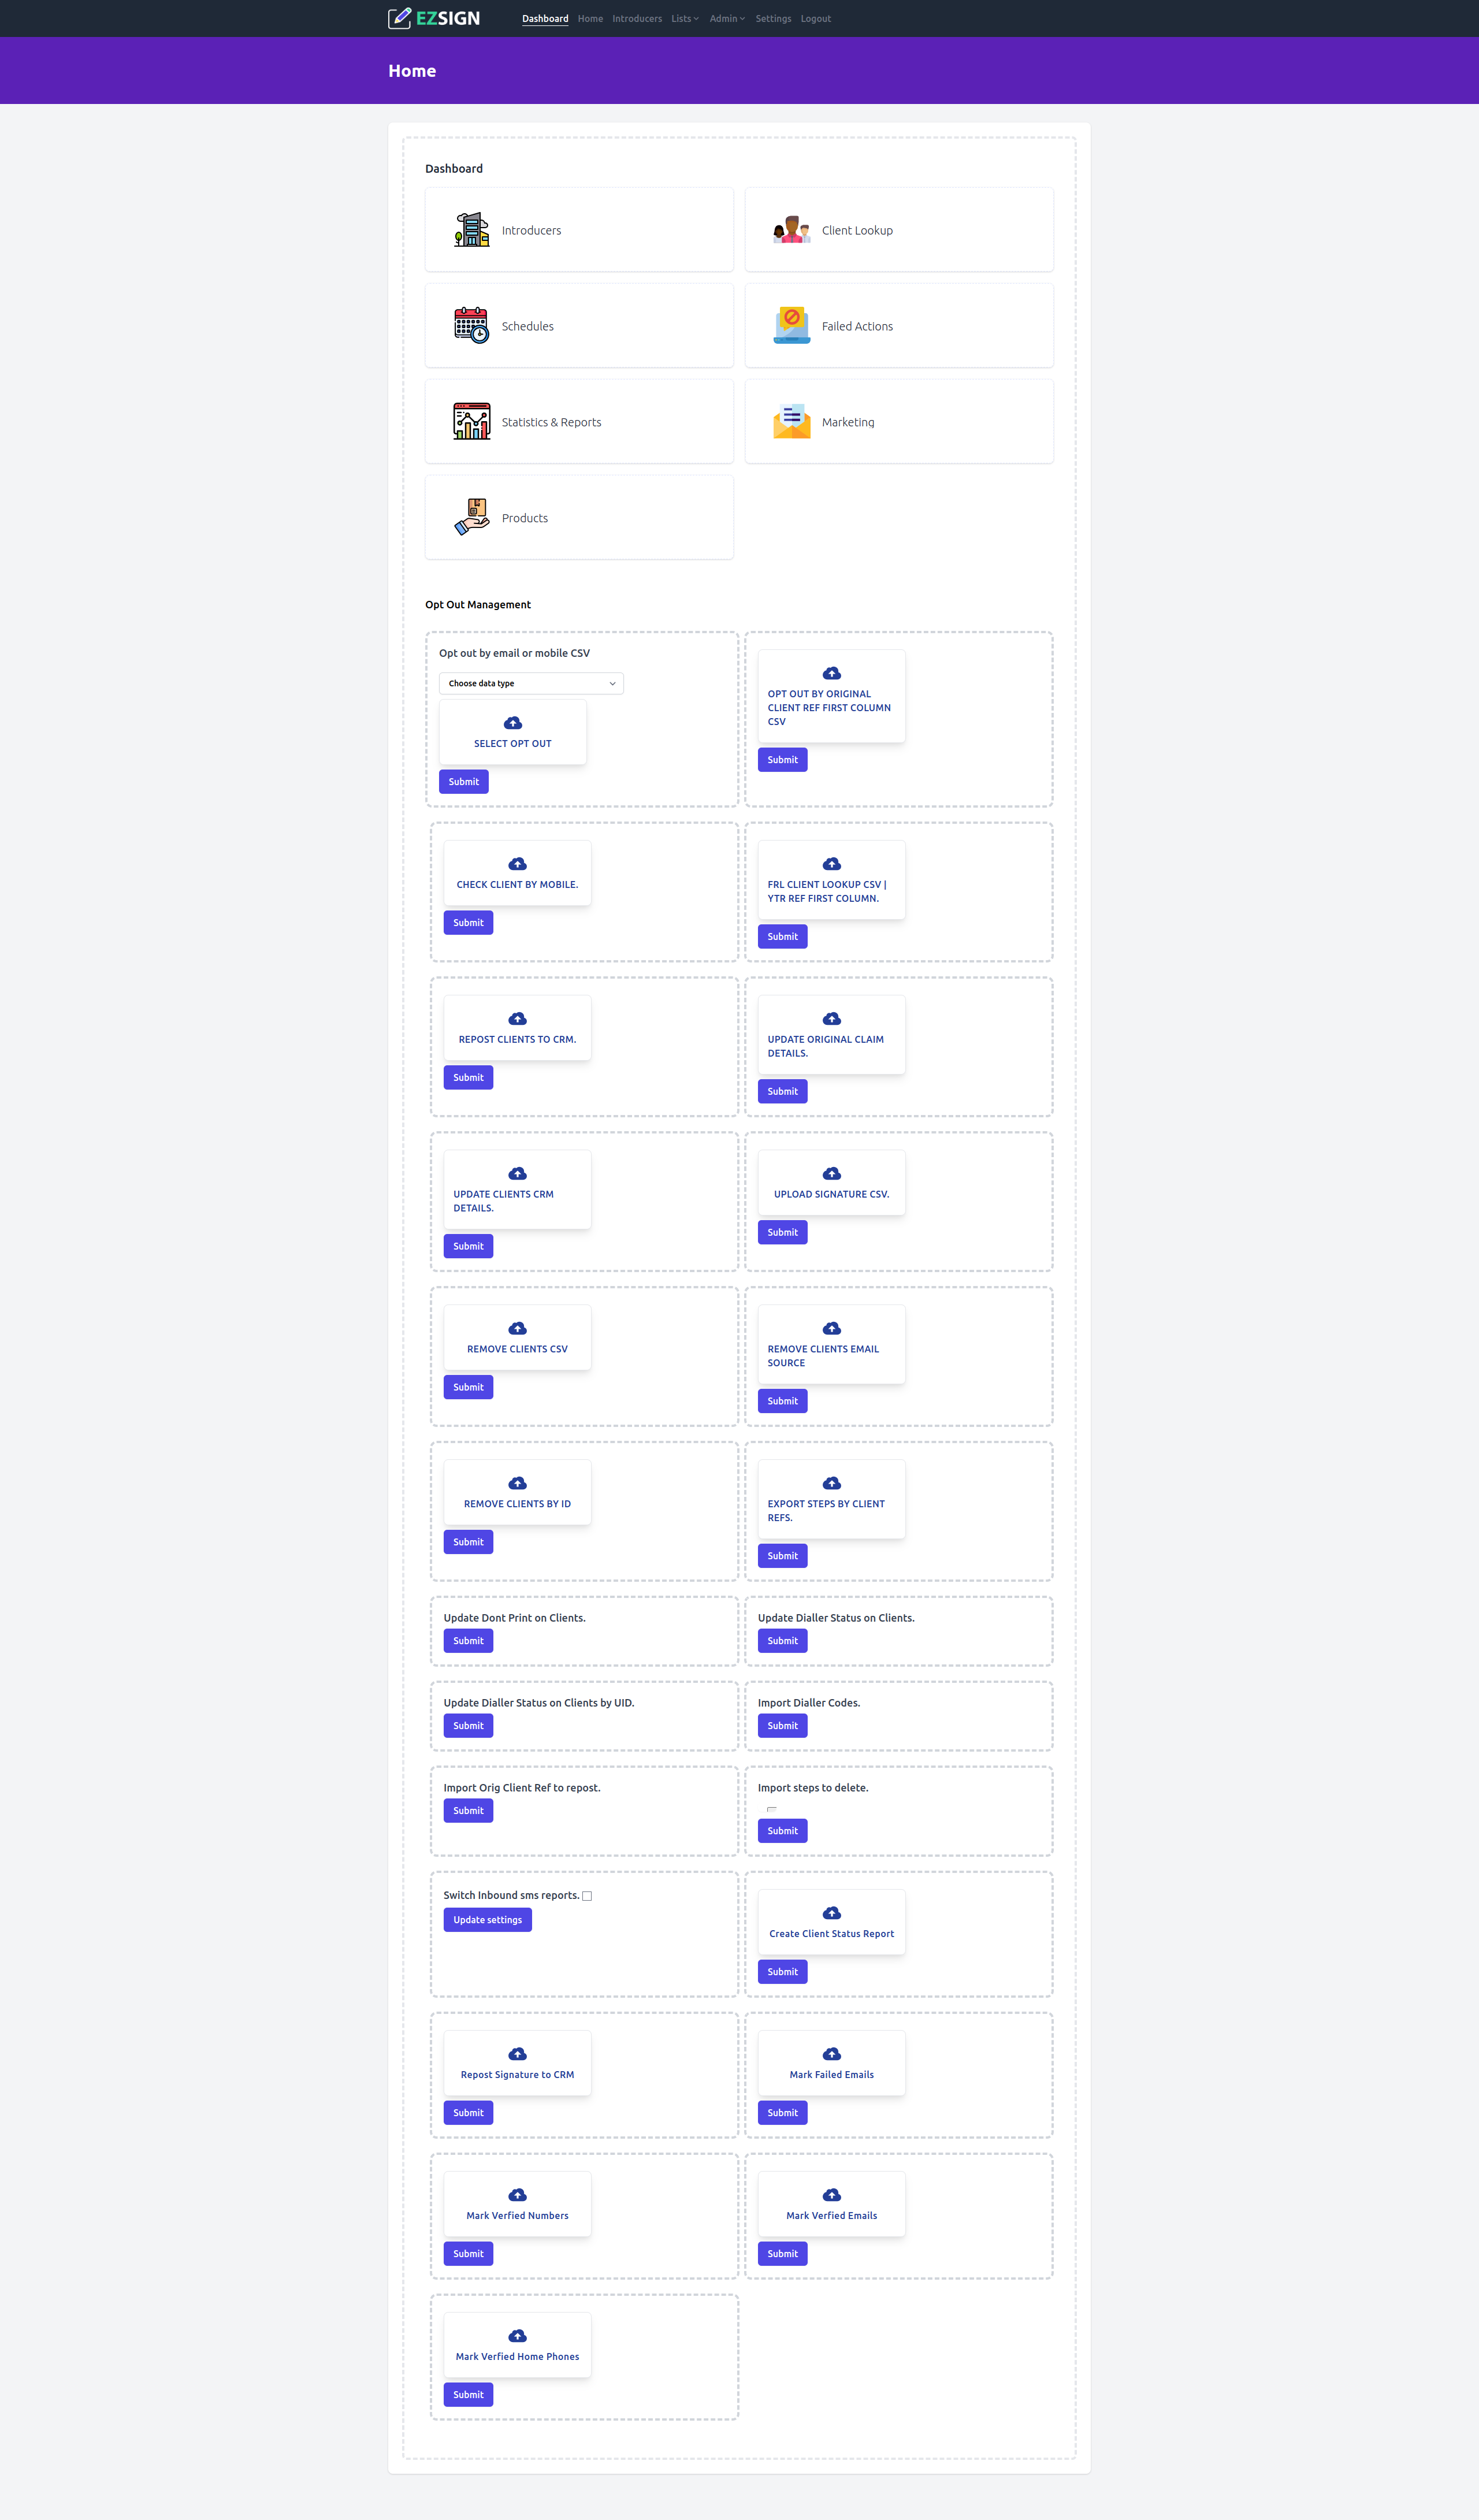 EZSIGN
Dashboard Home Introducers Lists Admin Settings Logout
Home
Dashboard
Introducers
Client Lookup
Schedules
Failed Actions
Statistics & Reports
Marketing
Products
Opt Out Management
Opt out by email or mobile CSV
Choose data type
SELECT OPT OUT
Submit
OPT OUT BY ORIGINAL
CLIENT REF FIRST COLUMN
CSV
Submit
CHECK CLIENT BY MOBILE.
Submit
FRL CLIENT LOOKUP CSV |
YTR REF FIRST COLUMN.
Submit
REPOST CLIENTS TO CRM.
Submit
UPDATE ORIGINAL CLAIM
DETAILS.
Submit
UPDATE CLIENTS CRM
DETAILS.
Submit
UPLOAD SIGNATURE CSV.
Submit
REMOVE CLIENTS CSV
Submit
REMOVE CLIENTS EMAIL
SOURCE
Submit
REMOVE CLIENTS BY ID
Submit
EXPORT STEPS BY CLIENT
REFS.
Submit
Update Dont Print on Clients.
Submit
Update Dialler Status on Clients.
Submit
Update Dialler Status on Clients by UID.
Submit
Import Dialler Codes.
Submit
Import Orig Client Ref to repost.
Submit
Import steps to delete.
Submit
Switch Inbound sms reports.
Update settings
Create Client Status Report
Submit
Repost Signature to CRM
Submit
Mark Failed Emails
Submit
Mark Verfied Numbers
Submit
Mark Verfied Emails
Submit
Mark Verfied Home Phones
Submit